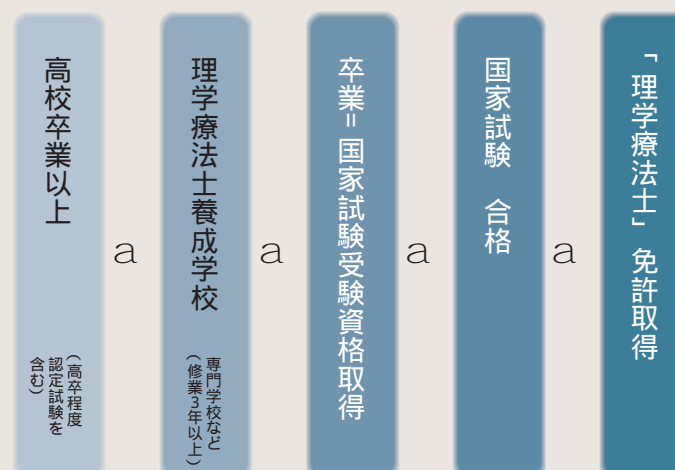 高校卒業以上
(高卒程度
認定試験を
含む)
a
理学療法士養成学校
専門学校など
(修業3年以上)
a
卒業=国家試験受験資格取得
a
国家試験 合格
a
「理学療法士」 免許取得